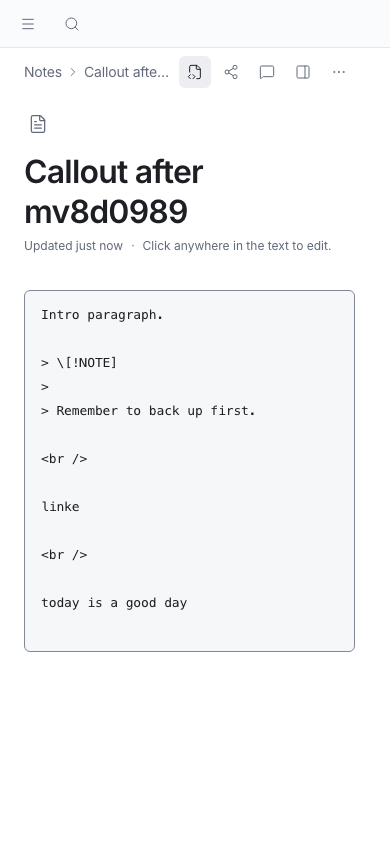 Notes > Callout afte...
Callout after
mv8d0989
Updated just now · Click anywhere in the text to edit.
Intro paragraph.
> \[!NOTE]
>
> Remember to back up first.
<br />
linke
<br />
today is a good day